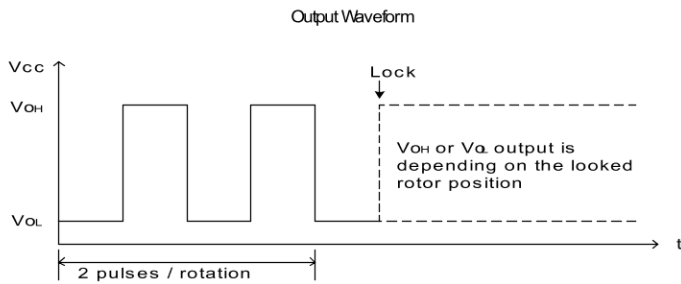 Output Waveform
Vcc
Lock
VOH
VOH or VOL output is
depending on the looked
rotor position
VOL
t
2 pulses / rotation